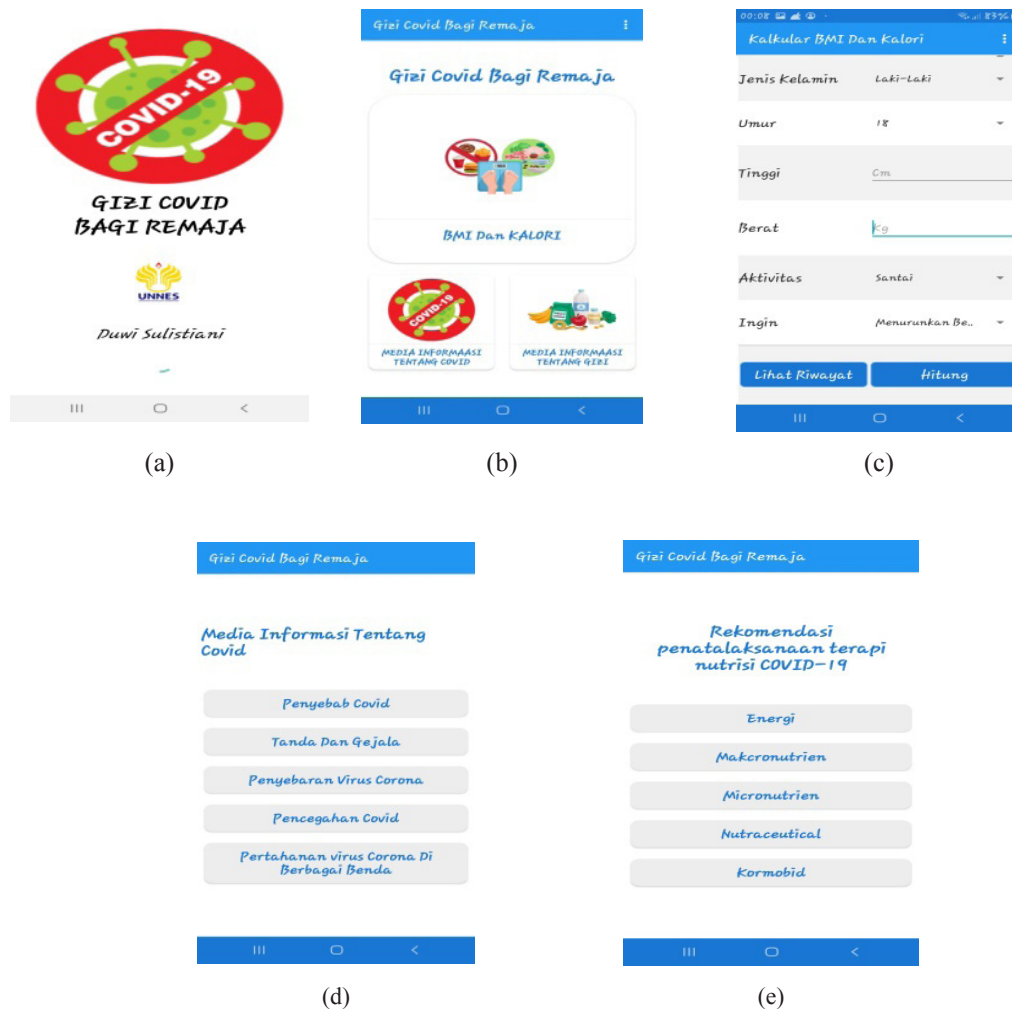 COVID-19
GIZI COVID
BAGI REMAJA
UNNES
Duwi Sulistiani
(a)
Gizi Covid Bagi Remaja
Gizi Covid Bagi Remaja
BMI Dan KALORI
COVID-19
MEDIA INFORMAASI
TENTANG COVID
MEDIA INFORMAASI
TENTANG GIZI
(b)
00:08 83%
Kalkular BMI Dan Kalori
Jenis Kelamin Laki-Laki
Umur 18
Tinggi Cm
Berat Kg
Aktivitas Santai
Ingin Menurunkan Be..
Lihat Riwayat Hitung
(c)
Gizi Covid Bagi Remaja
Media Informasi Tentang
Covid
Penyebab Covid
Tanda Dan Gejala
Penyebaran Virus Corona
Pencegahan Covid
Pertahanan virus Corona Di
Berbagai Benda
(d)
Gizi Covid Bagi Remaja
Rekomendasi
penatalaksanaan terapi
nutrisi COVID-19
Energi
Makcronutrien
Micronutrien
Nutraceutical
Kormobid
(e)